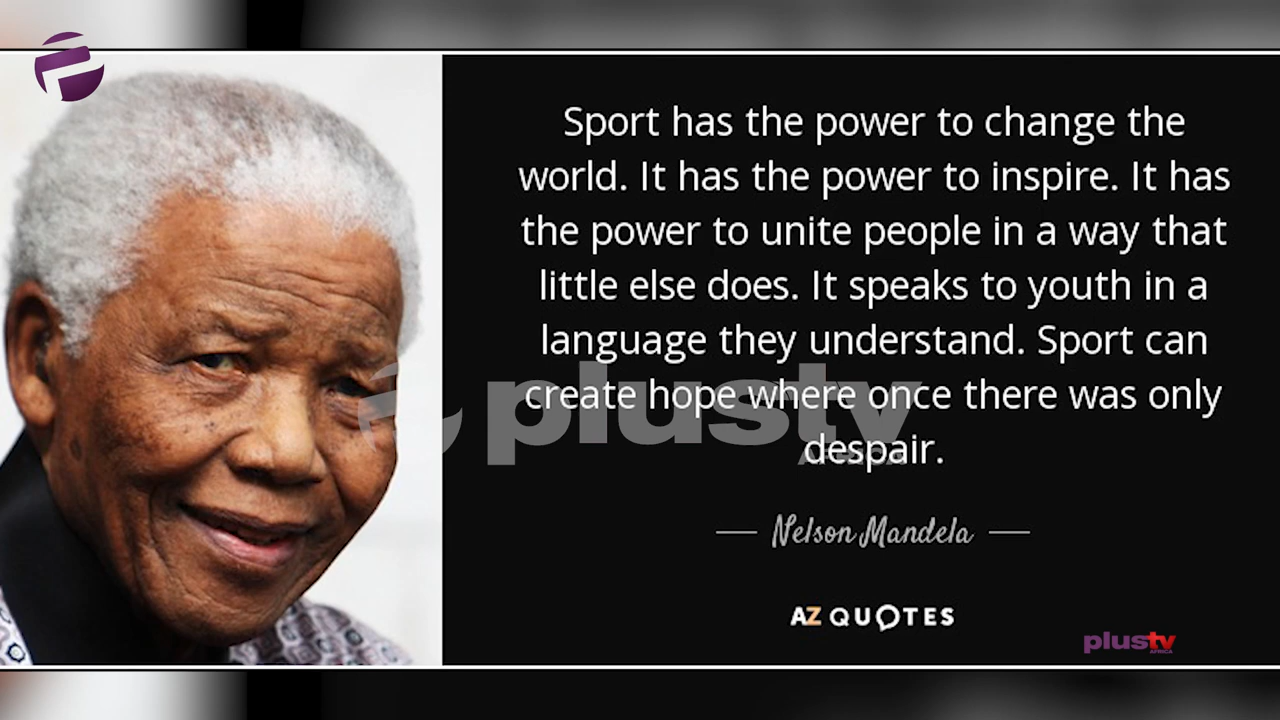 Sport has the power to change the
world. It has the power to inspire. It has
the power to unite people in a way that
little else does. It speaks to youth in a
language they understand. Sport can
create hope where once there was only
despair.
Nelson Mandela
AZ QUOTES
plustv
AFRICA
plustv
AFRICA